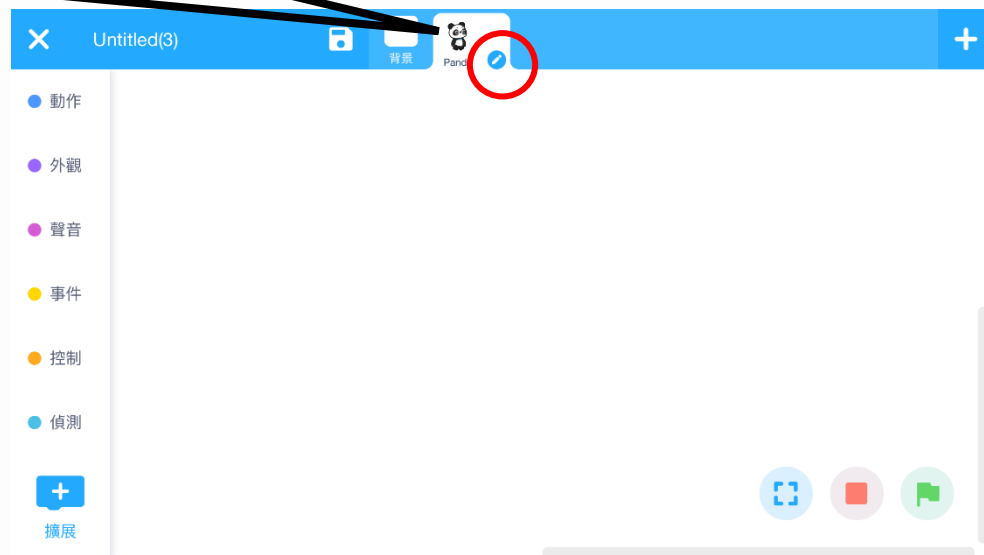 Untitled(3)
背景
Pand
動作
外觀
聲音
事件
控制
偵測
擴展